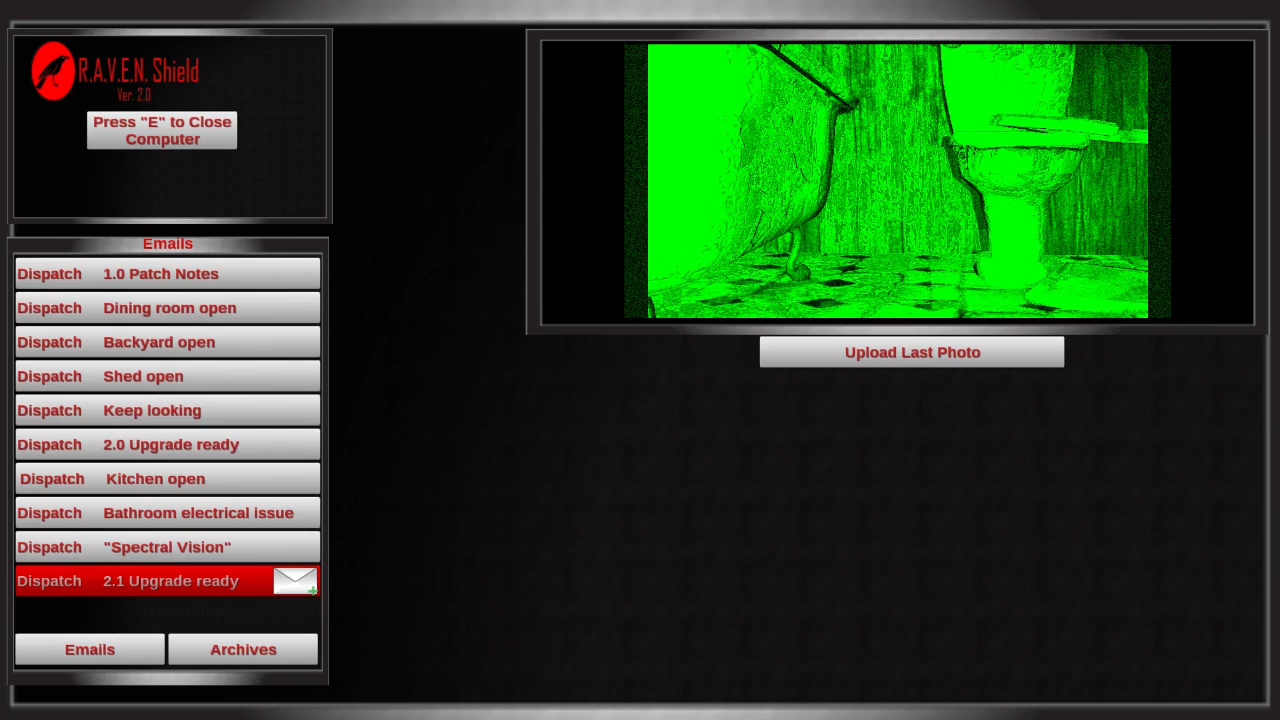 R.A.V.E.N. Shield
Ver. 2.0
Press "E" to Close
Computer
Emails
Dispatch 1.0 Patch Notes
Dispatch Dining room open
Dispatch Backyard open
Dispatch Shed open
Dispatch Keep looking
Dispatch 2.0 Upgrade ready
Dispatch Kitchen open
Dispatch Bathroom electrical issue
Dispatch "Spectral Vision"
Dispatch 2.1 Upgrade ready
Emails Archives
Upload Last Photo